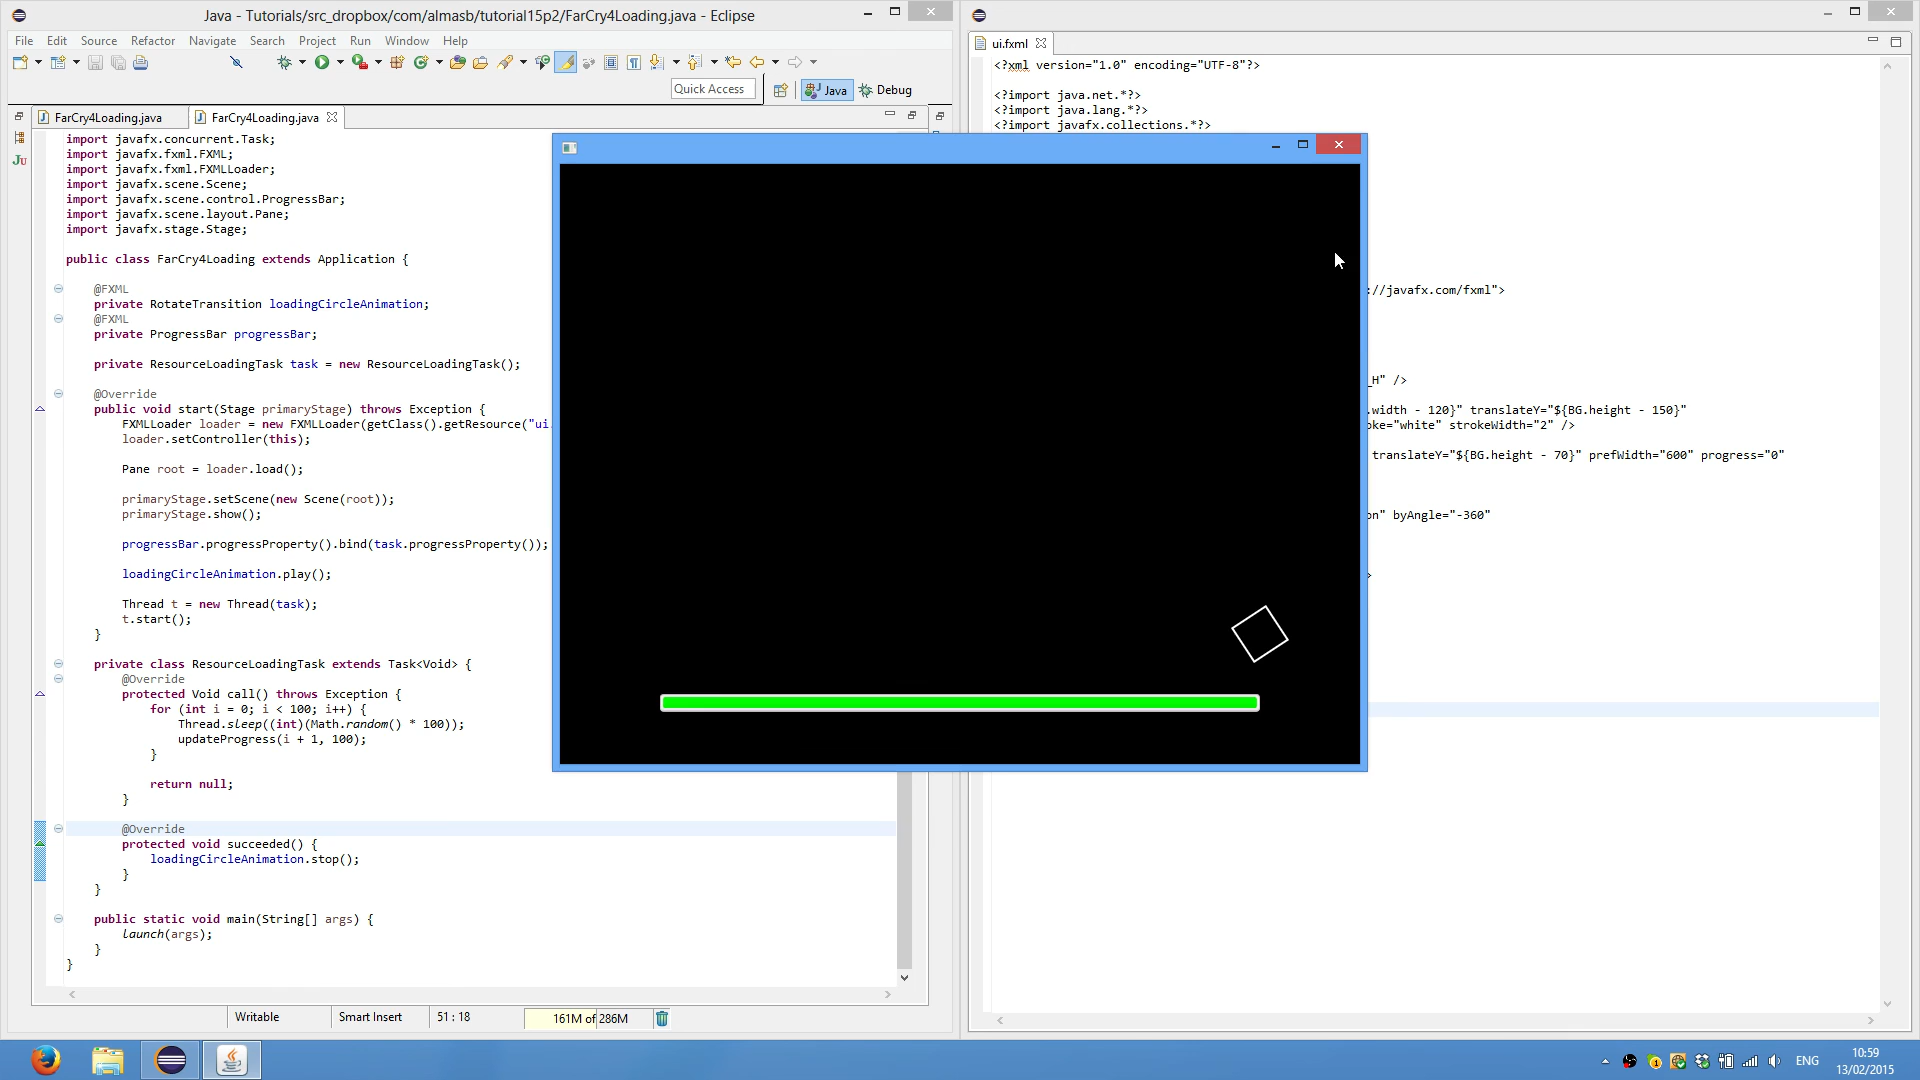 Java - Tutorials/src_dropbox/com/almasb/tutorial15p2/FarCry4Loading.java - Eclipse
File Edit Source Refactor Navigate Search Project Run Window Help
Quick Access
Java
Debug
FarCry4Loading.java
FarCry4Loading.java
import javafx.concurrent.Task;
import javafx.fxml.FXML;
import javafx.fxml.FXMLLoader;
import javafx.scene.Scene;
import javafx.scene.control.ProgressBar;
import javafx.scene.layout.Pane;
import javafx.stage.Stage;
public class FarCry4Loading extends Application {
@FXML
private RotateTransition loadingCircleAnimation;
@FXML
private ProgressBar progressBar;
private ResourceLoadingTask task = new ResourceLoadingTask();
@Override
public void start(Stage primaryStage) throws Exception {
FXMLLoader loader = new FXMLLoader(getClass().getResource("ui.
loader.setController(this);
Pane root = loader.load();
primaryStage.setScene(new Scene(root));
primaryStage.show();
progressBar.progressProperty().bind(task.progressProperty());
loadingCircleAnimation.play();
Thread t = new Thread(task);
t.start();
}
private class ResourceLoadingTask extends Task<Void> {
@Override
protected Void call() throws Exception {
for (int i = 0; i < 100; i++) {
Thread.sleep((int)(Math.random() * 100));
updateProgress(i + 1, 100);
}
return null;
}
@Override
protected void succeeded() {
loadingCircleAnimation.stop();
}
}
public static void main(String[] args) {
launch(args);
}
}
Writable
Smart Insert
51 : 18
161M of 286M
ui.fxml
<?xml version="1.0" encoding="UTF-8"?>
<?import java.net.*?>
<?import java.lang.*?>
<?import javafx.collections.*?>
://javafx.com/fxml">
_H" />
.width - 120}" translateY="${BG.height - 150}"
oke="white" strokeWidth="2" />
translateY="${BG.height - 70}" prefWidth="600" progress="0"
on" byAngle="-360"
>
ENG
10:59
13/02/2015